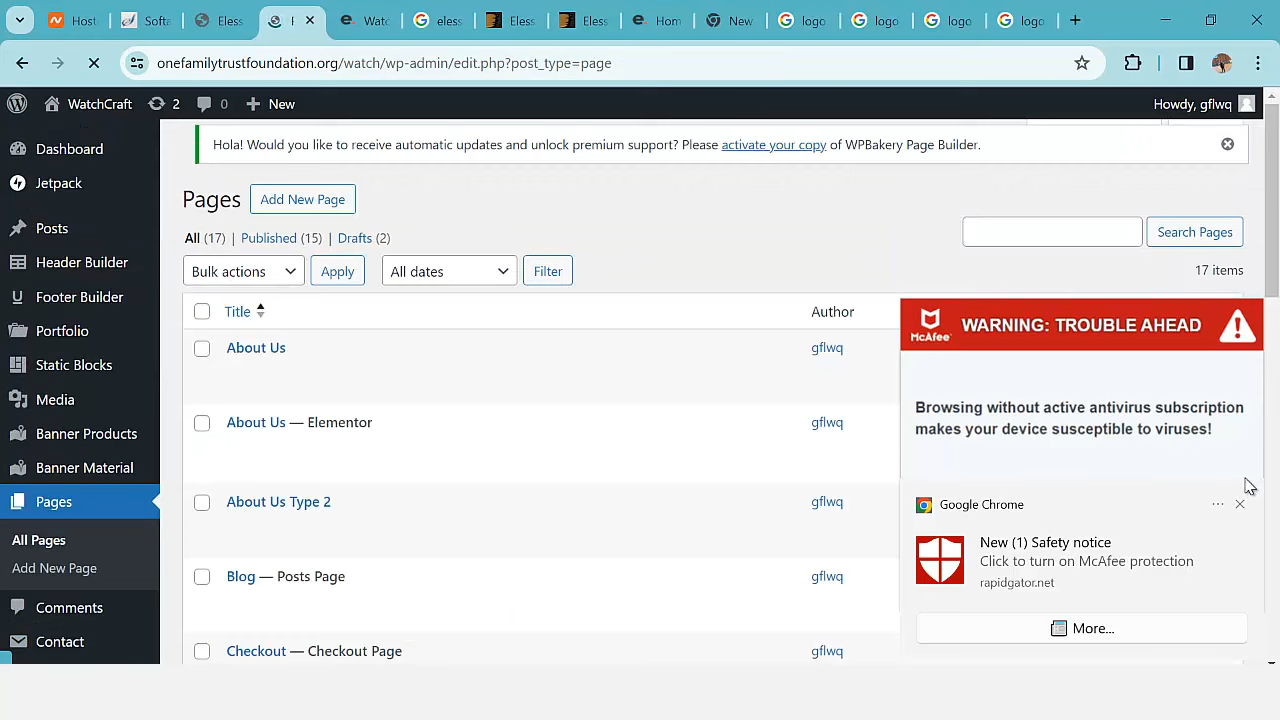 Host
Softa
Eless
F
Watc
eless
Eless
Eless
Hom
New
logo
logo
logo
logo
onefamilytrustfoundation.org/watch/wp-admin/edit.php?post_type=page
WatchCraft 2 0 New Howdy, gflwq
Dashboard
Jetpack
Posts
Header Builder
Footer Builder
Portfolio
Static Blocks
Media
Banner Products
Banner Material
Pages
All Pages
Add New Page
Comments
Contact
Hola! Would you like to receive automatic updates and unlock premium support? Please activate your copy of WPBakery Page Builder.
Pages Add New Page
All (17) | Published (15) | Drafts (2)
Search Pages
Bulk actions Apply All dates Filter 17 items
Title Author
About Us gflwq
About Us — Elementor gflwq
About Us Type 2 gflwq
Blog — Posts Page gflwq
Checkout — Checkout Page gflwq
McAfee WARNING: TROUBLE AHEAD
Browsing without active antivirus subscription
makes your device susceptible to viruses!
Google Chrome
New (1) Safety notice
Click to turn on McAfee protection
rapidgator.net
More...